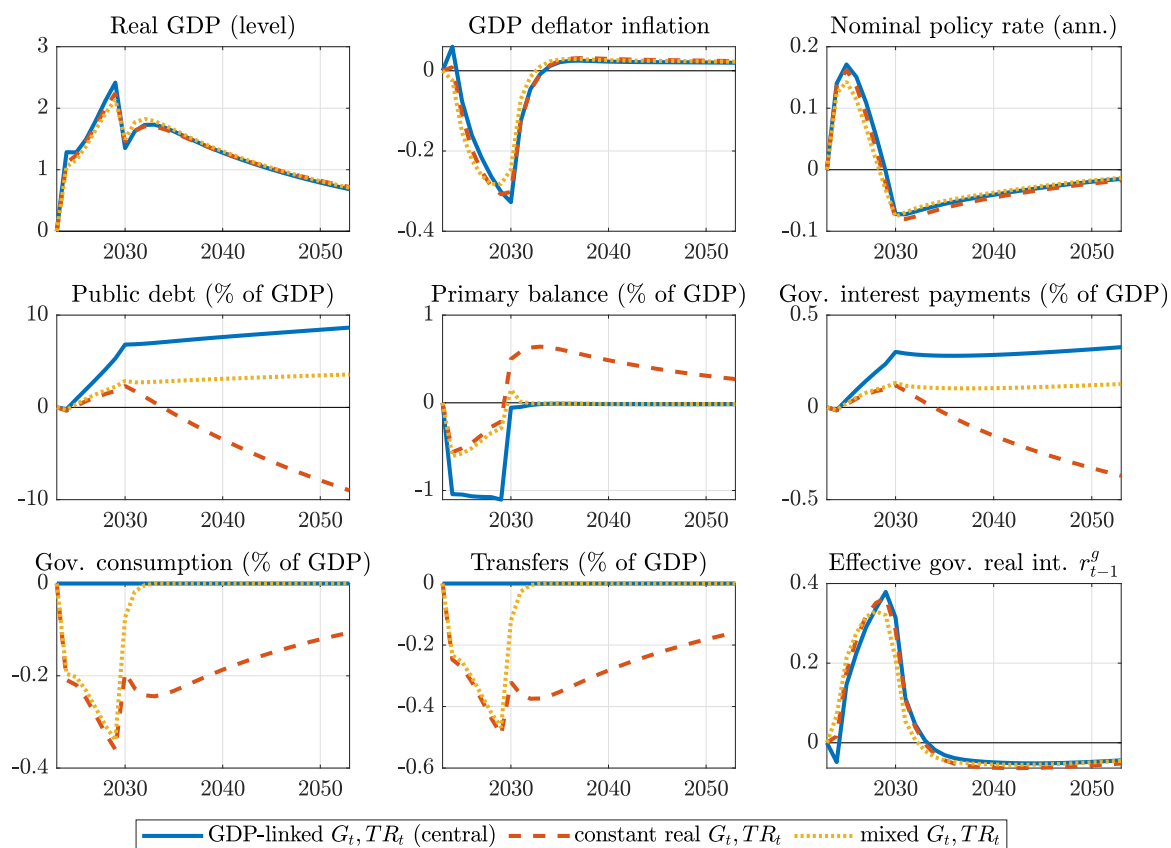 Real GDP (level)
GDP deflator inflation
Nominal policy rate (ann.)
3
2
1
0
2030 2040 2050
0
-0.2
-0.4
2030 2040 2050
0.2
0.1
0
-0.1
2030 2040 2050
Public debt (% of GDP)
Primary balance (% of GDP)
Gov. interest payments (% of GDP)
10
0
-10
2030 2040 2050
1
0
-1
2030 2040 2050
0.5
0
-0.5
2030 2040 2050
Gov. consumption (% of GDP)
Transfers (% of GDP)
Effective gov. real int. $r^g_{t-1}$
0
-0.2
-0.4
2030 2040 2050
0
-0.2
-0.4
-0.6
2030 2040 2050
0.4
0.2
0
2030 2040 2050
GDP-linked $G_t, TR_t$ (central)
constant real $G_t, TR_t$
mixed $G_t, TR_t$